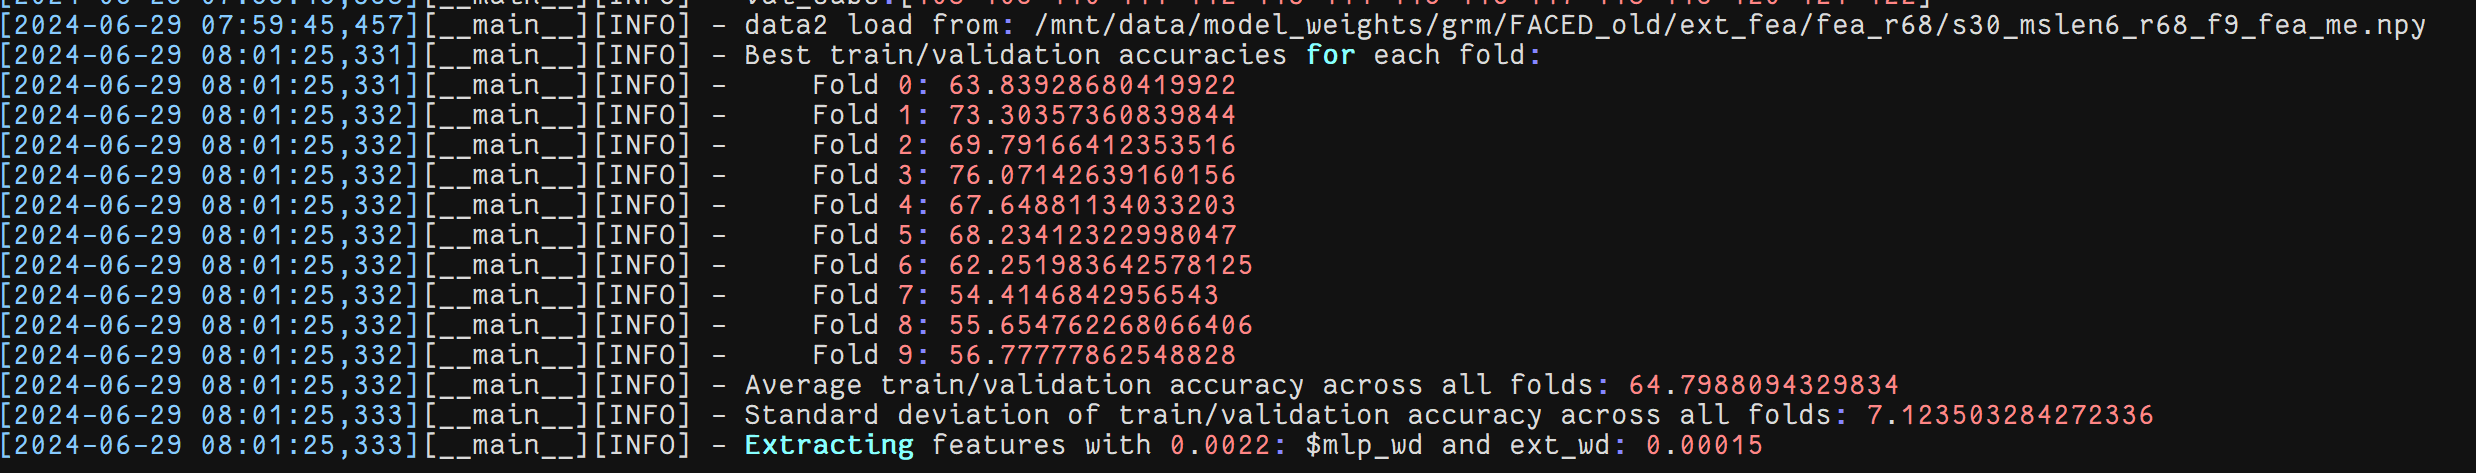 [2024-06-29 07:59:45,457][__main__][INFO] - data2 load from: /mnt/data/model_weights/grm/FACED_old/ext_fea/fea_r68/s30_mslen6_r68_f9_fea_me.npy
[2024-06-29 08:01:25,331][__main__][INFO] - Best train/validation accuracies for each fold:
[2024-06-29 08:01:25,331][__main__][INFO] -     Fold 0: 63.83928680419922
[2024-06-29 08:01:25,332][__main__][INFO] -     Fold 1: 73.30357360839844
[2024-06-29 08:01:25,332][__main__][INFO] -     Fold 2: 69.79166412353516
[2024-06-29 08:01:25,332][__main__][INFO] -     Fold 3: 76.07142639160156
[2024-06-29 08:01:25,332][__main__][INFO] -     Fold 4: 67.64881134033203
[2024-06-29 08:01:25,332][__main__][INFO] -     Fold 5: 68.23412322998047
[2024-06-29 08:01:25,332][__main__][INFO] -     Fold 6: 62.251983642578125
[2024-06-29 08:01:25,332][__main__][INFO] -     Fold 7: 54.4146842956543
[2024-06-29 08:01:25,332][__main__][INFO] -     Fold 8: 55.654762268066406
[2024-06-29 08:01:25,332][__main__][INFO] -     Fold 9: 56.77777862548828
[2024-06-29 08:01:25,332][__main__][INFO] - Average train/validation accuracy across all folds: 64.7988094329834
[2024-06-29 08:01:25,333][__main__][INFO] - Standard deviation of train/validation accuracy across all folds: 7.123503284272336
[2024-06-29 08:01:25,333][__main__][INFO] - Extracting features with 0.0022: $mlp_wd and ext_wd: 0.00015